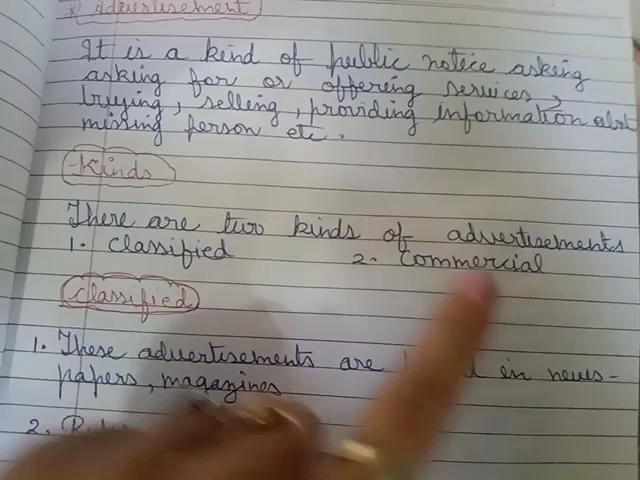 Advertisement
It is a kind of public notice asking
asking for or offering services,
buying, selling, providing information abt
missing person etc.
Kinds
There are two kinds of advertisements
1. Classified 2. Commercial
Classified
1. These advertisements are in news-
papers, magazines
2.